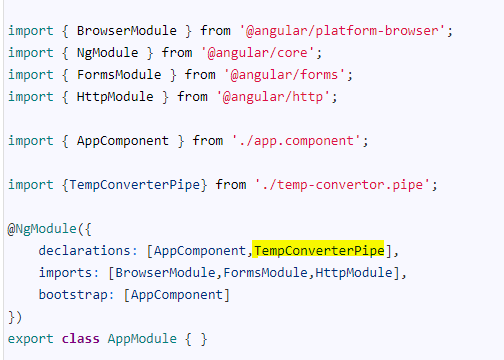 import { BrowserModule } from '@angular/platform-browser';
import { NgModule } from '@angular/core';
import { FormsModule } from '@angular/forms';
import { HttpModule } from '@angular/http';
import { AppComponent } from './app.component';
import {TempConverterPipe} from './temp-convertor.pipe';
@NgModule({
    declarations: [AppComponent,TempConverterPipe],
    imports: [BrowserModule,FormsModule,HttpModule],
    bootstrap: [AppComponent]
})
export class AppModule { }